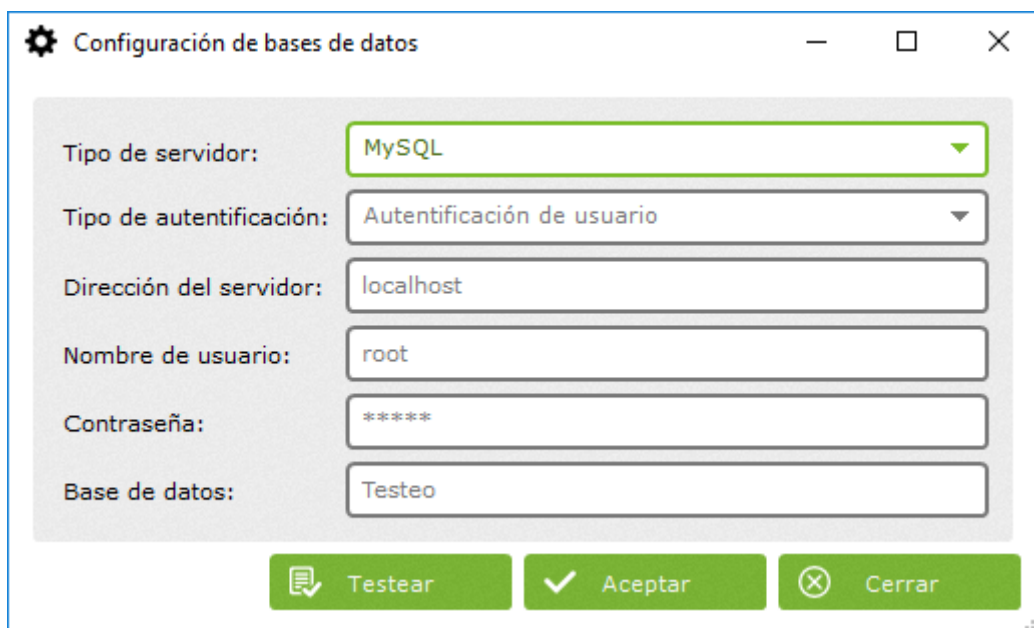 Configuración de bases de datos
Tipo de servidor: MySQL
Tipo de autentificación: Autentificación de usuario
Dirección del servidor: localhost
Nombre de usuario: root
Contraseña: *****
Base de datos: Testeo
Testear Aceptar Cerrar